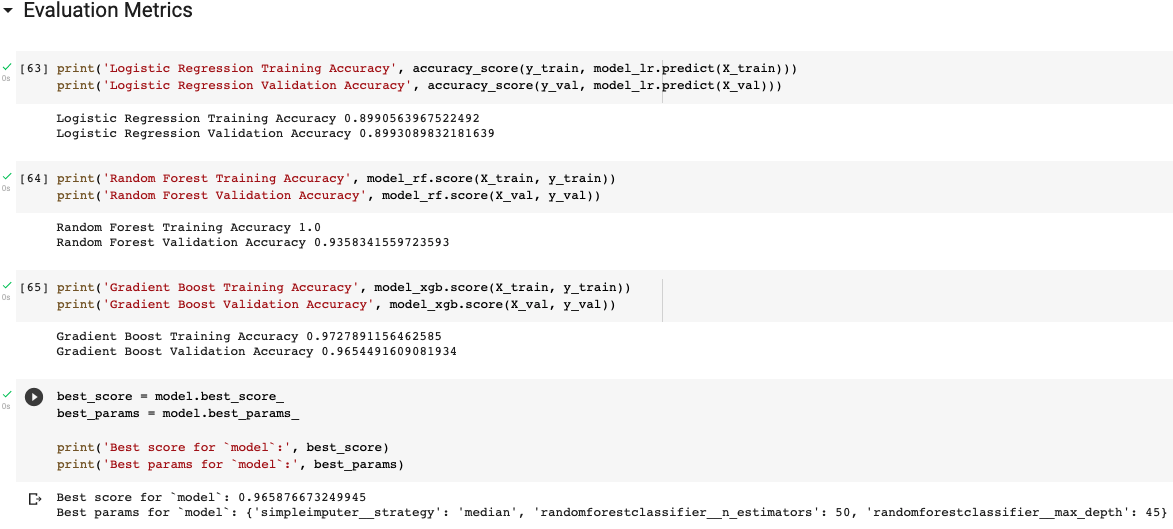 Evaluation Metrics
[63] print('Logistic Regression Training Accuracy', accuracy_score(y_train, model_lr.predict(X_train)))
print('Logistic Regression Validation Accuracy', accuracy_score(y_val, model_lr.predict(X_val)))
0s
Logistic Regression Training Accuracy 0.8990563967522492
Logistic Regression Validation Accuracy 0.8993089832181639
[64] print('Random Forest Training Accuracy', model_rf.score(X_train, y_train))
print('Random Forest Validation Accuracy', model_rf.score(X_val, y_val))
0s
Random Forest Training Accuracy 1.0
Random Forest Validation Accuracy 0.9358341559723593
[65] print('Gradient Boost Training Accuracy', model_xgb.score(X_train, y_train))
print('Gradient Boost Validation Accuracy', model_xgb.score(X_val, y_val))
0s
Gradient Boost Training Accuracy 0.9727891156462585
Gradient Boost Validation Accuracy 0.9654491609081934
best_score = model.best_score_
best_params = model.best_params_
0s
print('Best score for `model`:', best_score)
print('Best params for `model`:', best_params)
Best score for `model`: 0.965876673249945
Best params for `model`: {'simpleimputer__strategy': 'median', 'randomforestclassifier__n_estimators': 50, 'randomforestclassifier__max_depth': 45}